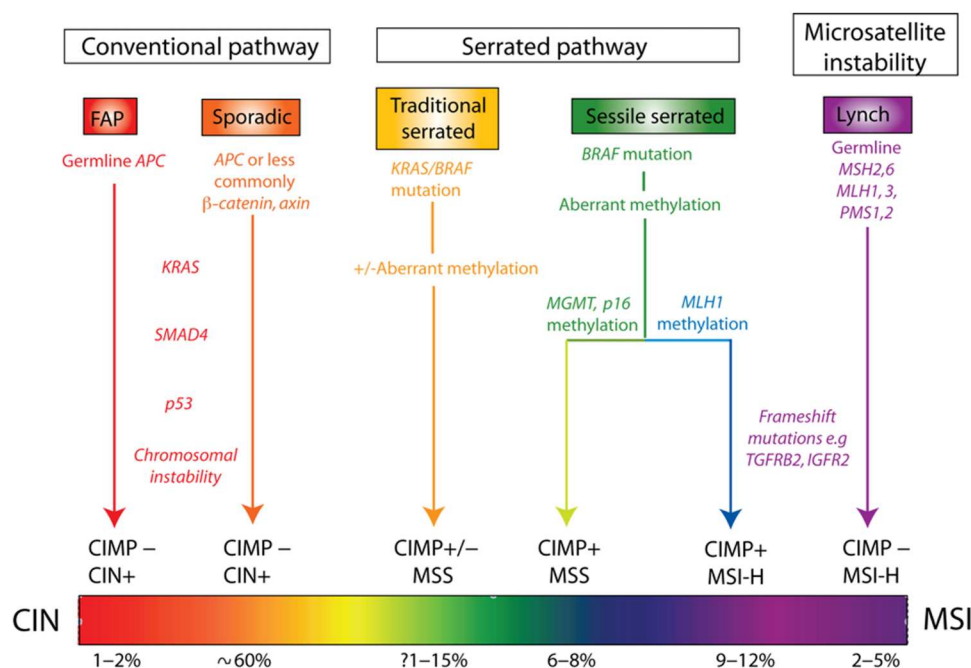 Conventional pathway
Serrated pathway
Microsatellite
instability
FAP
Sporadic
Traditional
serrated
Sessile serrated
Lynch
Germline APC
APC or less
commonly
β-catenin, axin
KRAS/BRAF
mutation
BRAF mutation
Aberrant methylation
Germline
MSH2,6
MLH1, 3,
PMS1,2
KRAS
SMAD4
p53
Chromosomal
instability
+/-Aberrant methylation
MGMT, p16
methylation
MLH1
methylation
Frameshift
mutations e.g
TGFRB2, IGFR2
CIMP –
CIN+
CIMP –
CIN+
CIMP+/–
MSS
CIMP+
MSS
CIMP+
MSI-H
CIMP –
MSI-H
CIN
MSI
1–2%
~60%
?1–15%
6–8%
9–12%
2–5%